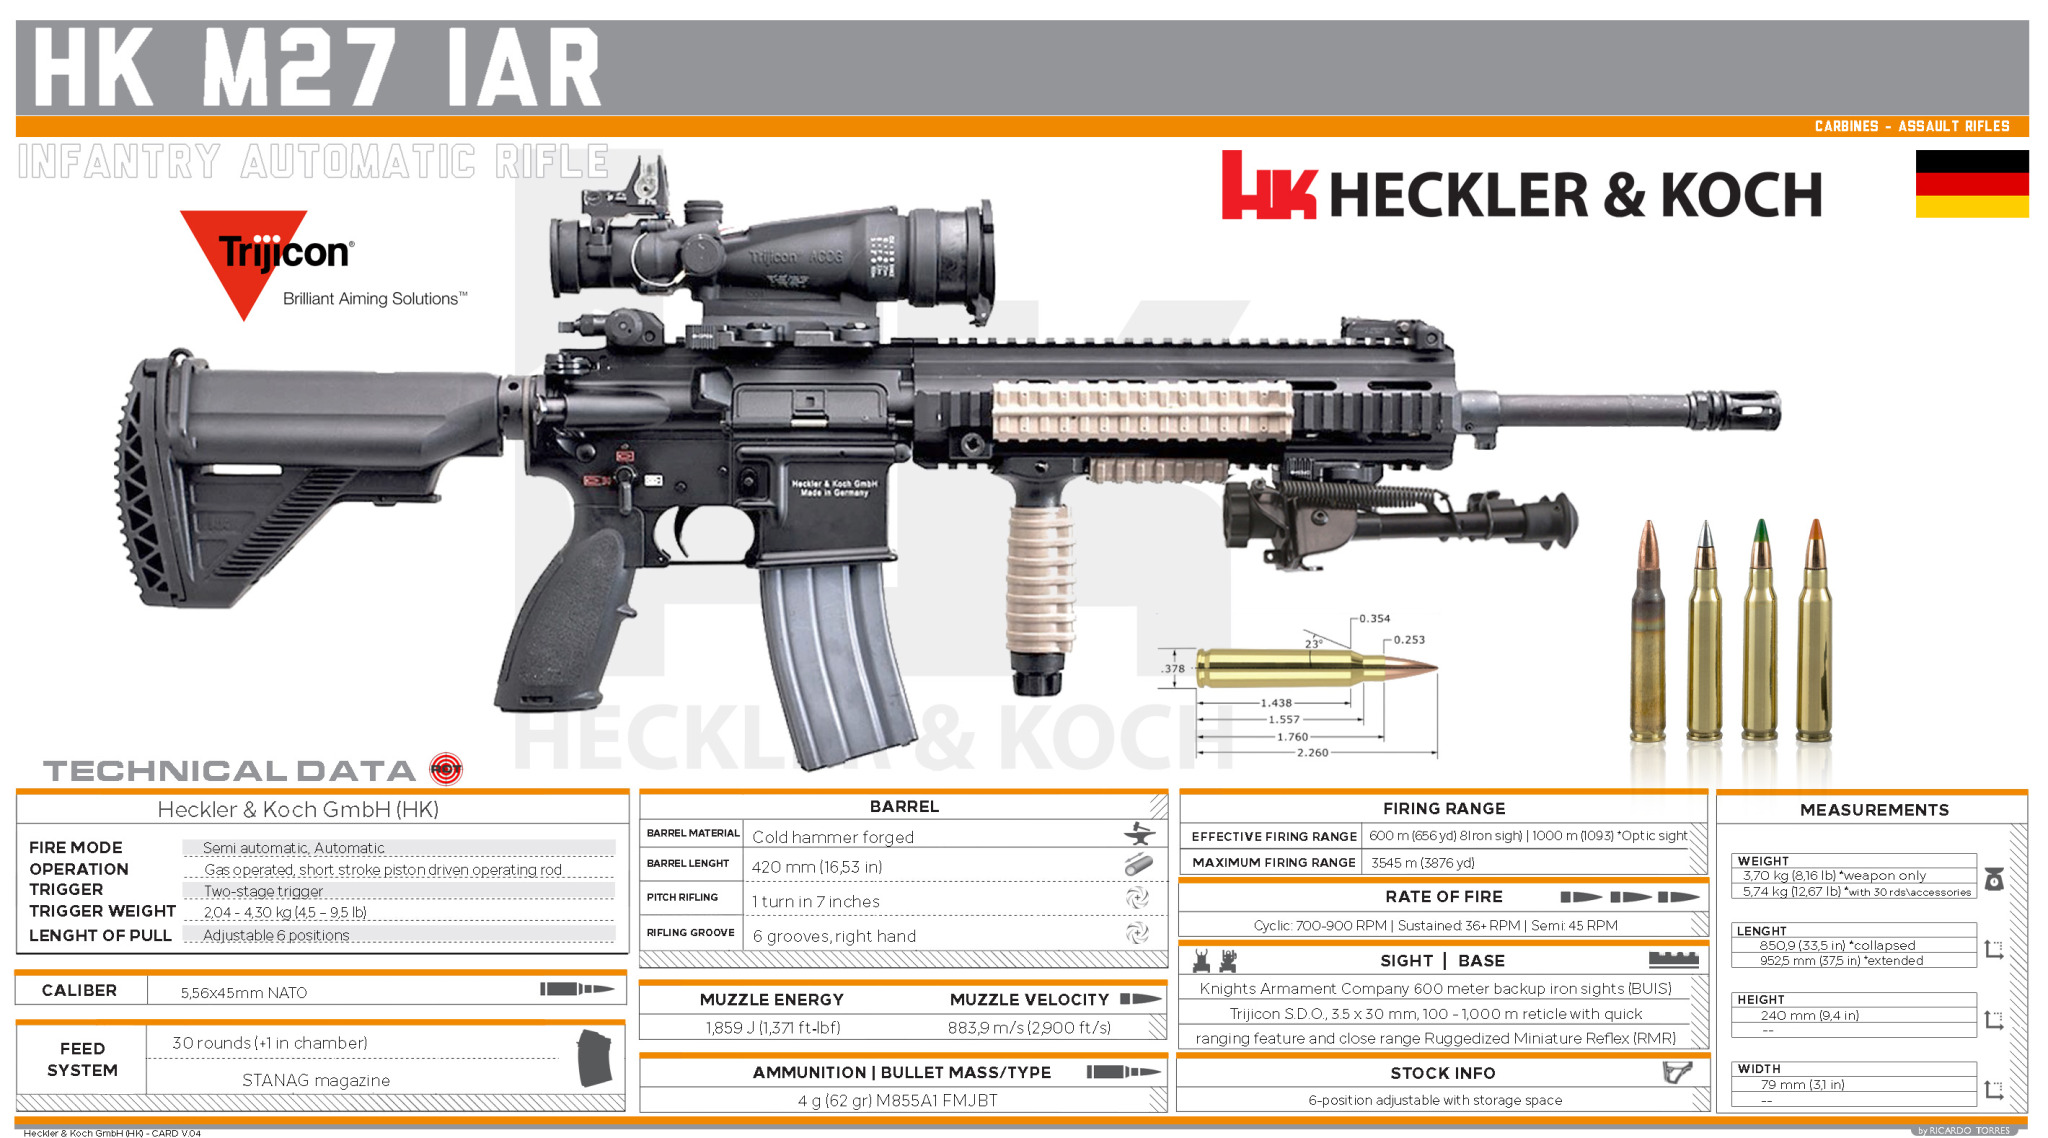 HK M27 IAR
CARBINES - ASSAULT RIFLES
INFANTRY AUTOMATIC RIFLE
HK HECKLER & KOCH
Trijicon®
Brilliant Aiming Solutions™
Trijicon® ACOG
Heckler & Koch GmbH
Made in Germany
0.354
23°
0.253
.378
1.438
1.557
1.760
2.260
HECKLER & KOCH
TECHNICAL DATA
Heckler & Koch GmbH (HK)
FIRE MODE Semi automatic, Automatic
OPERATION Gas operated, short stroke piston driven operating rod
TRIGGER Two-stage trigger
TRIGGER WEIGHT 2,04 - 4,30 kg (4,5 – 9,5 lb)
LENGHT OF PULL Adjustable 6 positions
CALIBER 5,56x45mm NATO
FEED SYSTEM
30 rounds (+1 in chamber)
STANAG magazine
BARREL
BARREL MATERIAL Cold hammer forged
BARREL LENGHT 420 mm (16,53 in)
PITCH RIFLING 1 turn in 7 inches
RIFLING GROOVE 6 grooves, right hand
MUZZLE ENERGY MUZZLE VELOCITY
1,859 J (1,371 ft-lbf) 883,9 m/s (2,900 ft/s)
AMMUNITION | BULLET MASS/TYPE
4 g (62 gr) M855A1 FMJBT
FIRING RANGE
EFFECTIVE FIRING RANGE 600 m (656 yd) 8Iron sigh) | 1000 m (1093) *Optic sight
MAXIMUM FIRING RANGE 3545 m (3876 yd)
RATE OF FIRE
Cyclic: 700-900 RPM | Sustained: 36+ RPM | Semi: 45 RPM
SIGHT | BASE
Knights Armament Company 600 meter backup iron sights (BUIS)
Trijicon S.D.O., 3.5 x 30 mm, 100 - 1,000 m reticle with quick
ranging feature and close range Ruggedized Miniature Reflex (RMR)
STOCK INFO
6-position adjustable with storage space
MEASUREMENTS
WEIGHT
3,70 kg (8,16 lb) *weapon only
5,74 kg (12,67 lb) *with 30 rds\accessories
LENGHT
850,9 (33,5 in) *collapsed
952,5 mm (37,5 in) *extended
HEIGHT
240 mm (9,4 in)
--
WIDTH
79 mm (3,1 in)
--
Heckler & Koch GmbH (HK) - CARD V.04
by RICARDO TORRES